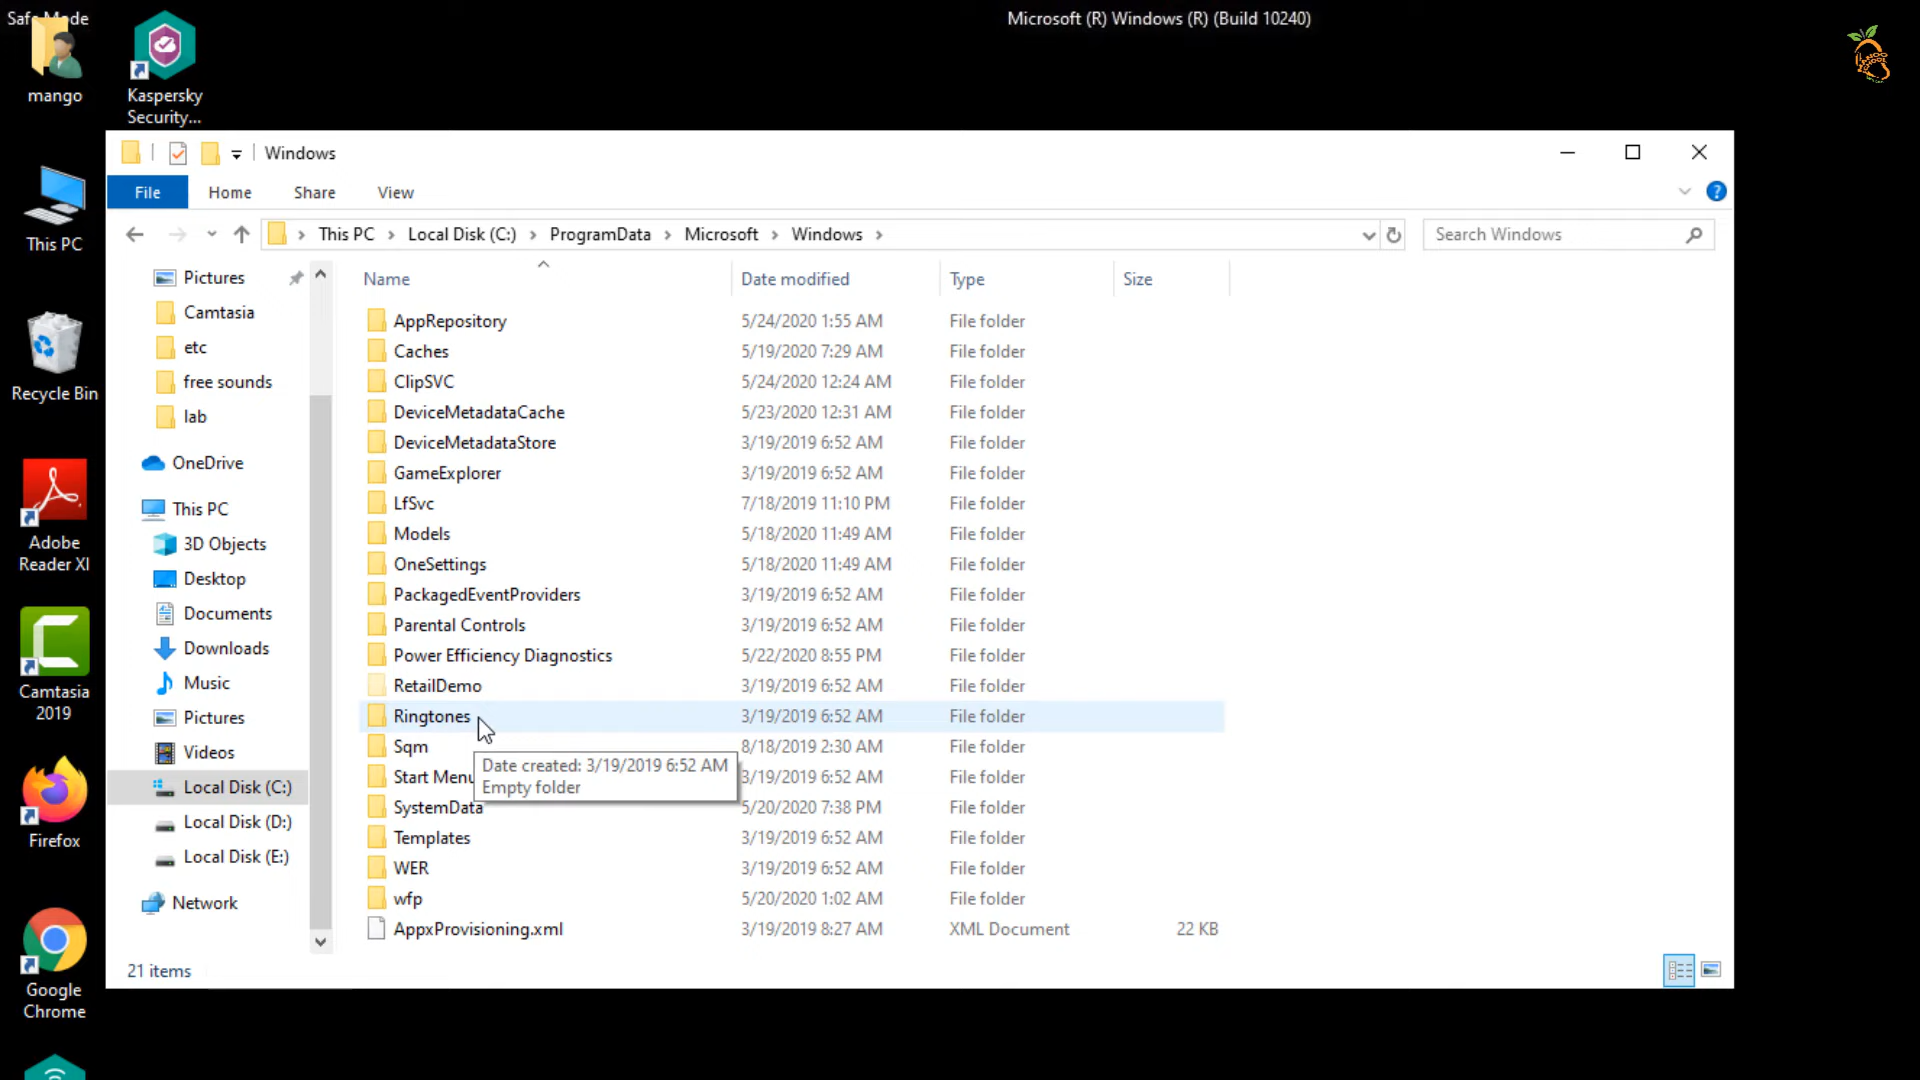 Safe Mode
Microsoft (R) Windows (R) (Build 10240)
mango
Kaspersky
Security...
This PC
Recycle Bin
Adobe
Reader XI
Camtasia
2019
Firefox
Google
Chrome
Windows
File Home Share View
This PC Local Disk (C:) ProgramData Microsoft Windows
Search Windows
Pictures
Camtasia
etc
free sounds
lab
OneDrive
This PC
3D Objects
Desktop
Documents
Downloads
Music
Pictures
Videos
Local Disk (C:)
Local Disk (D:)
Local Disk (E:)
Network
Name Date modified Type Size
AppRepository 5/24/2020 1:55 AM File folder
Caches 5/19/2020 7:29 AM File folder
ClipSVC 5/24/2020 12:24 AM File folder
DeviceMetadataCache 5/23/2020 12:31 AM File folder
DeviceMetadataStore 3/19/2019 6:52 AM File folder
GameExplorer 3/19/2019 6:52 AM File folder
LfSvc 7/18/2019 11:10 PM File folder
Models 5/18/2020 11:49 AM File folder
OneSettings 5/18/2020 11:49 AM File folder
PackagedEventProviders 3/19/2019 6:52 AM File folder
Parental Controls 3/19/2019 6:52 AM File folder
Power Efficiency Diagnostics 5/22/2020 8:55 PM File folder
RetailDemo 3/19/2019 6:52 AM File folder
Ringtones 3/19/2019 6:52 AM File folder
Sqm 8/18/2019 2:30 AM File folder
Start Menu 3/19/2019 6:52 AM File folder
SystemData 5/20/2020 7:38 PM File folder
Templates 3/19/2019 6:52 AM File folder
WER 3/19/2019 6:52 AM File folder
wfp 5/20/2020 1:02 AM File folder
AppxProvisioning.xml 3/19/2019 8:27 AM XML Document 22 KB
Date created: 3/19/2019 6:52 AM
Empty folder
21 items